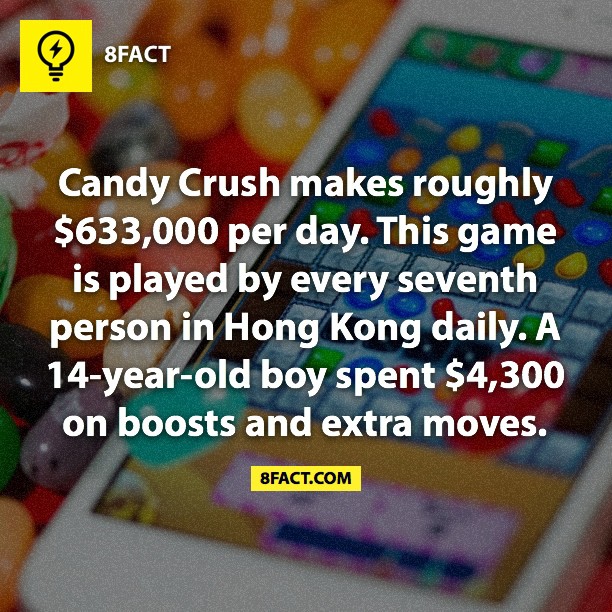 8FACT
Candy Crush makes roughly
$633,000 per day. This game
is played by every seventh
person in Hong Kong daily. A
14-year-old boy spent $4,300
on boosts and extra moves.
8FACT.COM